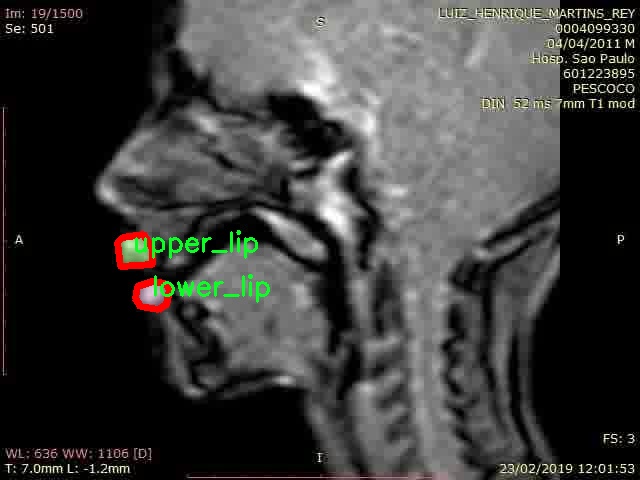 Im: 19/1500
Se: 501
LUIZ_HENRIQUE_MARTINS_REY
0004099330
04/04/2011 M
Hosp. Sao Paulo
601223895
PESCOCO
DIN 52 ms 7mm T1 mod
S
A
P
upper_lip
lower_lip
I
FS: 3
WL: 636 WW: 1106 [D]
T: 7.0mm L: -1.2mm
23/02/2019 12:01:53